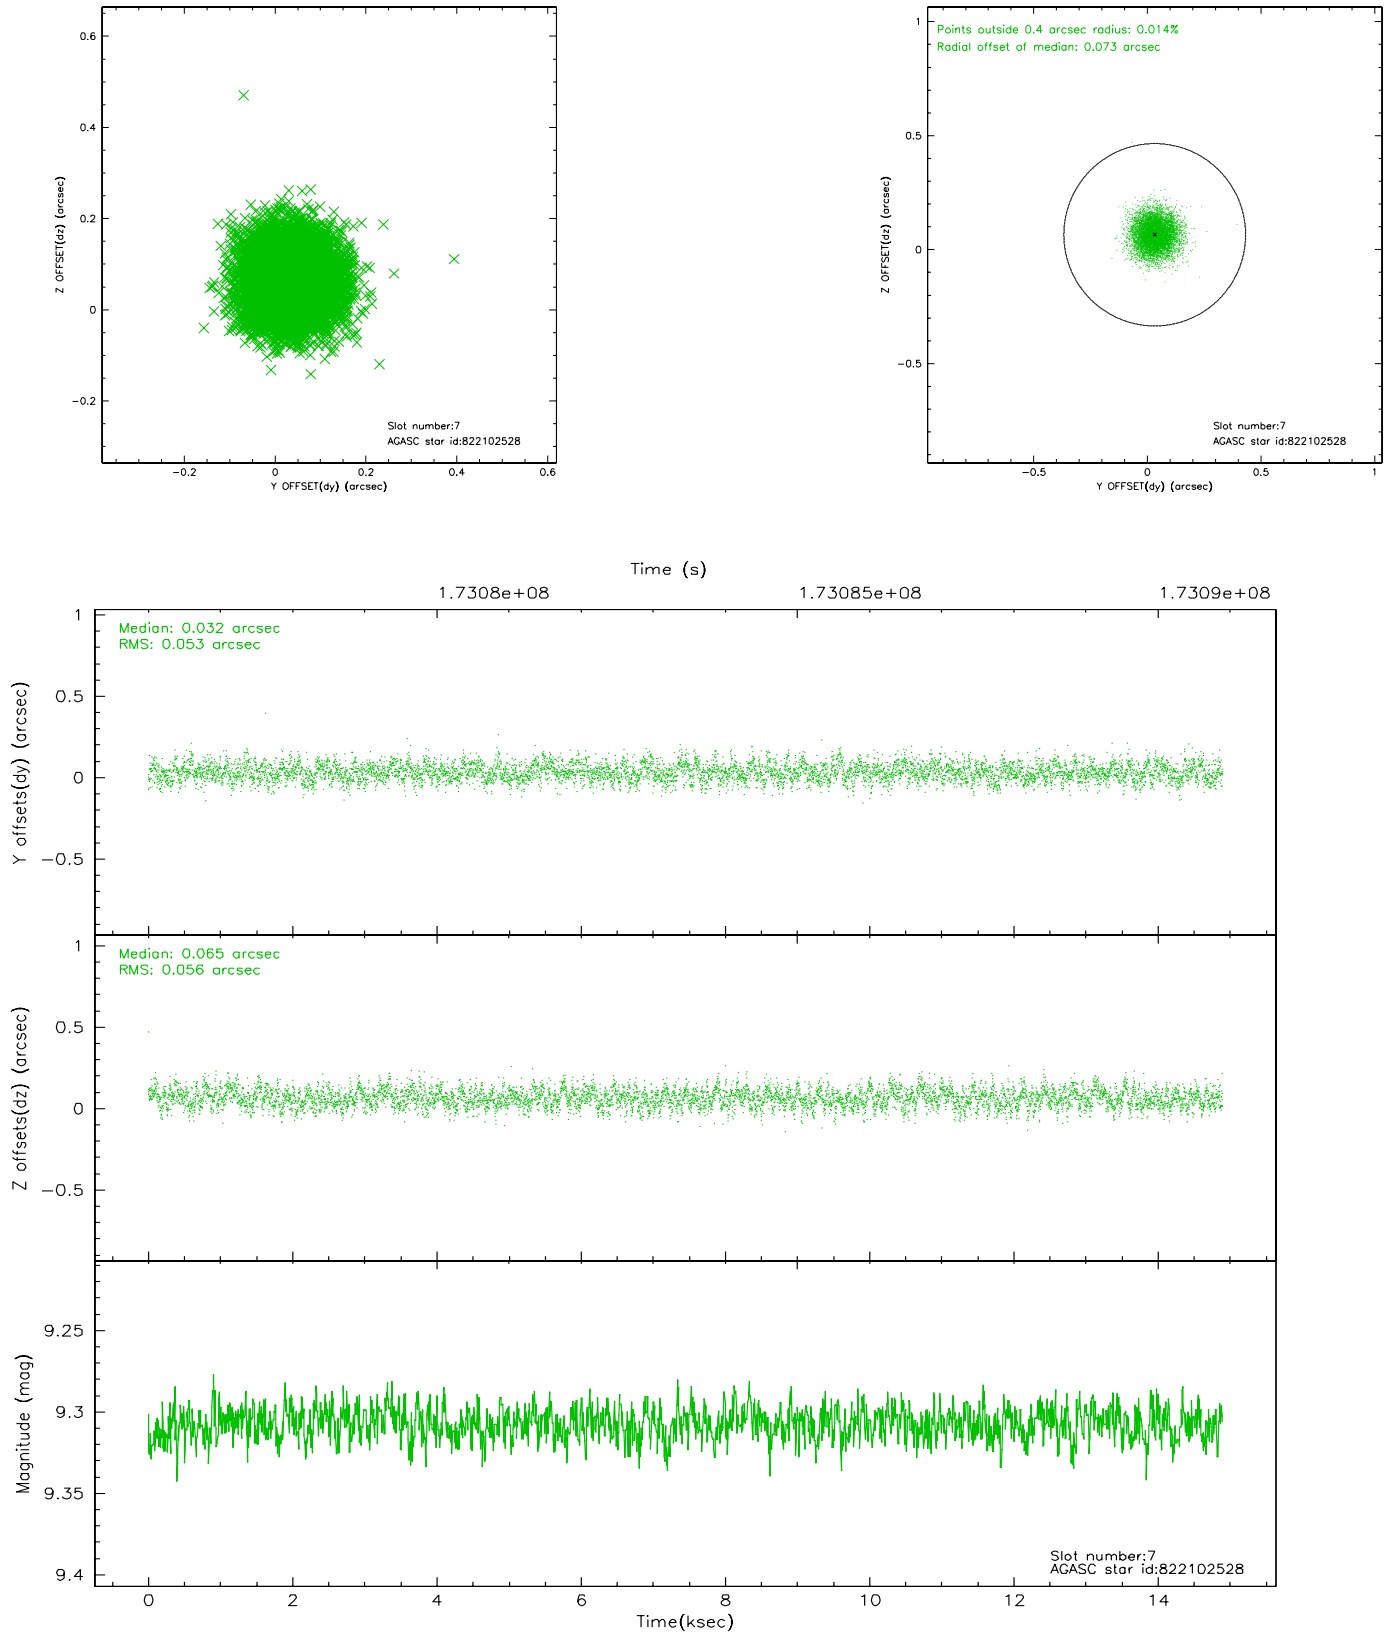 0.6
0.4
0.2
0
−0.2
Z OFFSET(dz) (arcsec)
Slot number:7
AGASC star id:822102528
−0.2 0 0.2 0.4 0.6
Y OFFSET(dy) (arcsec)
Points outside 0.4 arcsec radius: 0.014%
Radial offset of median: 0.073 arcsec
1
0.5
0
−0.5
Z OFFSET(dz) (arcsec)
Slot number:7
AGASC star id:822102528
−0.5 0 0.5 1
Y OFFSET(dy) (arcsec)
Time (s)
1.7308e+08 1.73085e+08 1.7309e+08
Median: 0.032 arcsec
RMS: 0.053 arcsec
1
0.5
0
−0.5
Y offsets(dy) (arcsec)
Median: 0.065 arcsec
RMS: 0.056 arcsec
1
0.5
0
−0.5
Z offsets(dz) (arcsec)
9.25
9.3
9.35
9.4
Magnitude (mag)
Slot number:7
AGASC star id:822102528
0 2 4 6 8 10 12 14
Time(ksec)